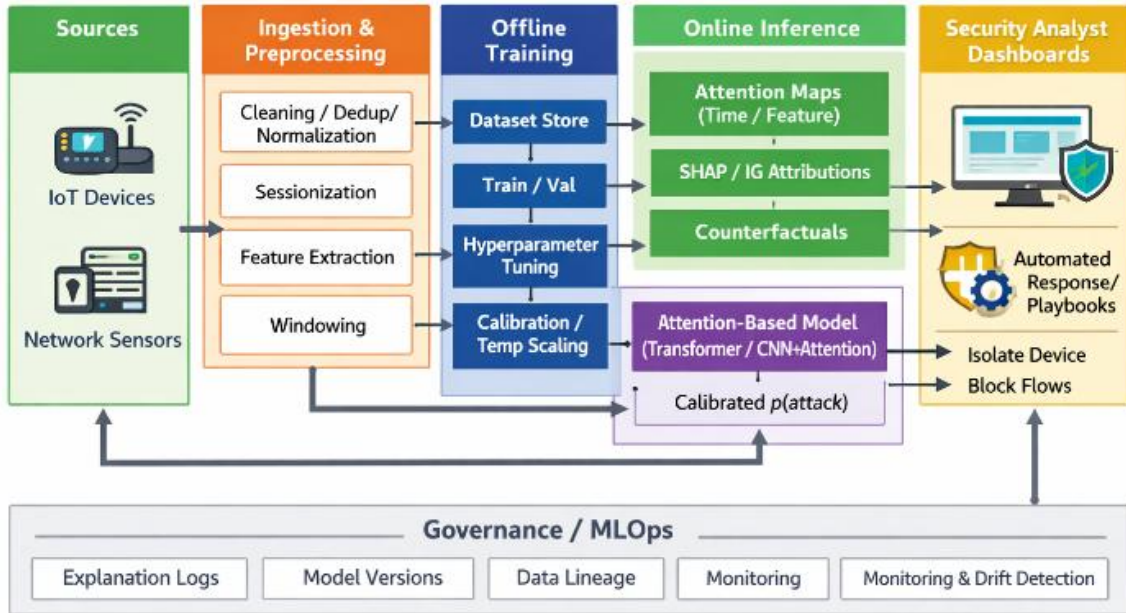 Sources
IoT Devices
Network Sensors
Ingestion &
Preprocessing
Cleaning / Dedup/
Normalization
Sessionization
Feature Extraction
Windowing
Offline
Training
Dataset Store
Train / Val
Hyperparameter
Tuning
Calibration /
Temp Scaling
Online Inference
Attention Maps
(Time / Feature)
SHAP / IG Attributions
Counterfactuals
Attention-Based Model
(Transformer / CNN+Attention)
Calibrated p(attack)
Security Analyst
Dashboards
Automated
Response/
Playbooks
Isolate Device
Block Flows
Governance / MLOps
Explanation Logs
Model Versions
Data Lineage
Monitoring
Monitoring & Drift Detection